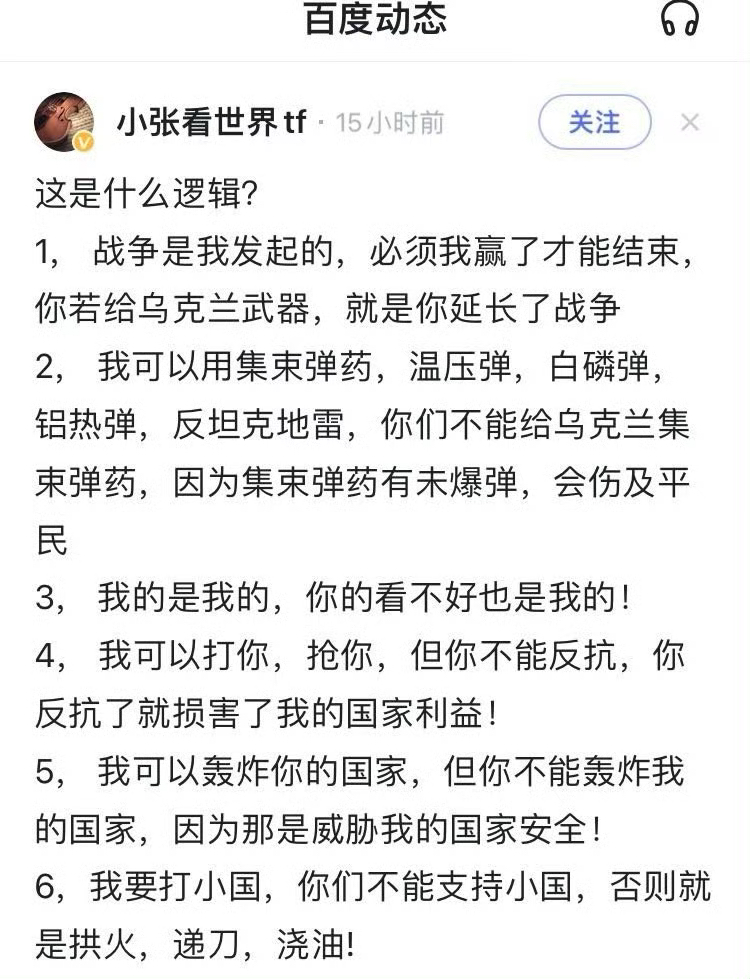 百度动态
小张看世界tf · 15小时前
关注
这是什么逻辑?
1， 战争是我发起的，必须我赢了才能结束，
你若给乌克兰武器，就是你延长了战争
2， 我可以用集束弹药，温压弹，白磷弹，
铝热弹，反坦克地雷，你们不能给乌克兰集
束弹药，因为集束弹药有未爆弹，会伤及平
民
3， 我的是我的，你的看不好也是我的！
4， 我可以打你，抢你，但你不能反抗，你
反抗了就损害了我的国家利益！
5， 我可以轰炸你的国家，但你不能轰炸我
的国家，因为那是威胁我的国家安全！
6，我要打小国，你们不能支持小国，否则就
是拱火，递刀，浇油!